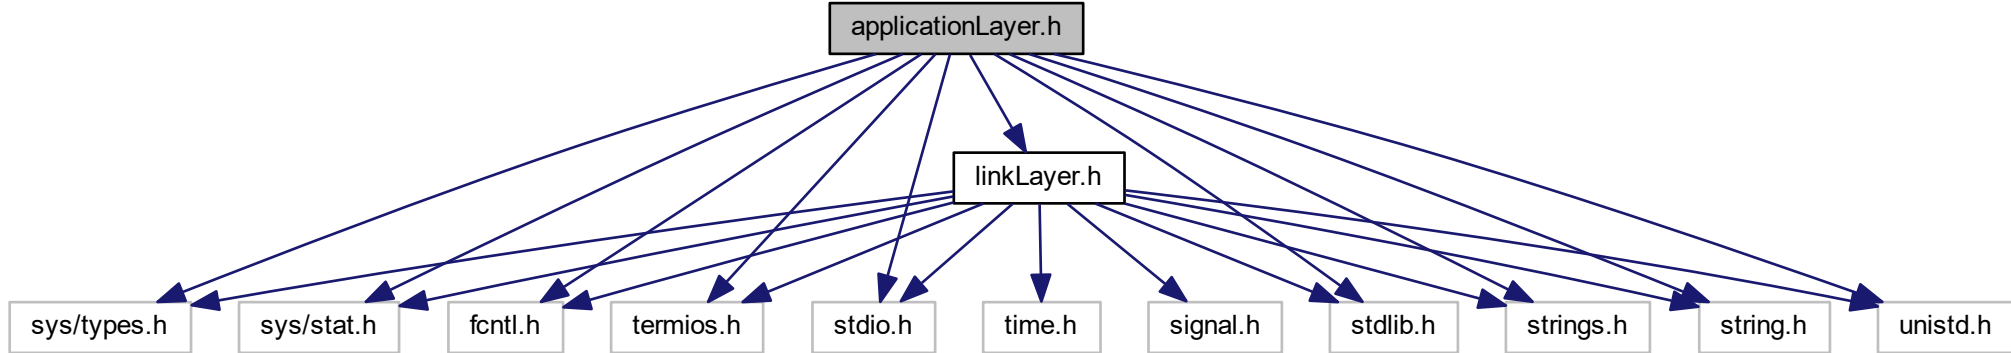 applicationLayer.h
linkLayer.h
sys/types.h
sys/stat.h
fcntl.h
termios.h
stdio.h
time.h
signal.h
stdlib.h
strings.h
string.h
unistd.h